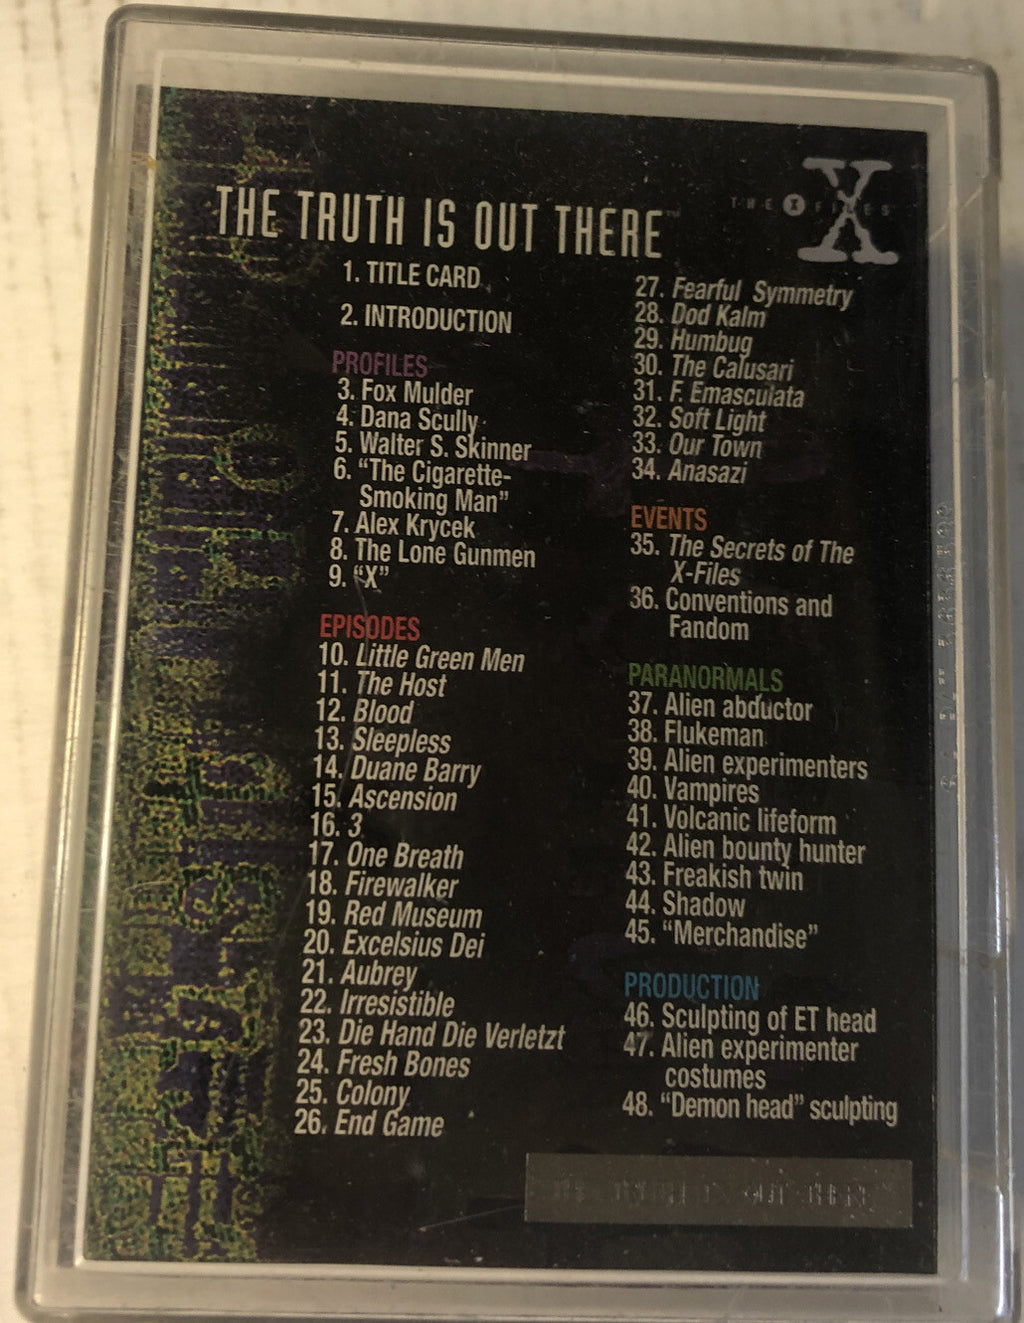 THE TRUTH IS OUT THERE™
THE X FILES
X
1. TITLE CARD
2. INTRODUCTION
PROFILES
3. Fox Mulder
4. Dana Scully
5. Walter S. Skinner
6. “The Cigarette-
Smoking Man”
7. Alex Krycek
8. The Lone Gunmen
9. “X”
EPISODES
10. Little Green Men
11. The Host
12. Blood
13. Sleepless
14. Duane Barry
15. Ascension
16. 3
17. One Breath
18. Firewalker
19. Red Museum
20. Excelsius Dei
21. Aubrey
22. Irresistible
23. Die Hand Die Verletzt
24. Fresh Bones
25. Colony
26. End Game
27. Fearful Symmetry
28. Dod Kalm
29. Humbug
30. The Calusari
31. F. Emasculata
32. Soft Light
33. Our Town
34. Anasazi
EVENTS
35. The Secrets of The
X-Files
36. Conventions and
Fandom
PARANORMALS
37. Alien abductor
38. Flukeman
39. Alien experimenters
40. Vampires
41. Volcanic lifeform
42. Alien bounty hunter
43. Freakish twin
44. Shadow
45. “Merchandise”
PRODUCTION
46. Sculpting of ET head
47. Alien experimenter
costumes
48. “Demon head” sculpting